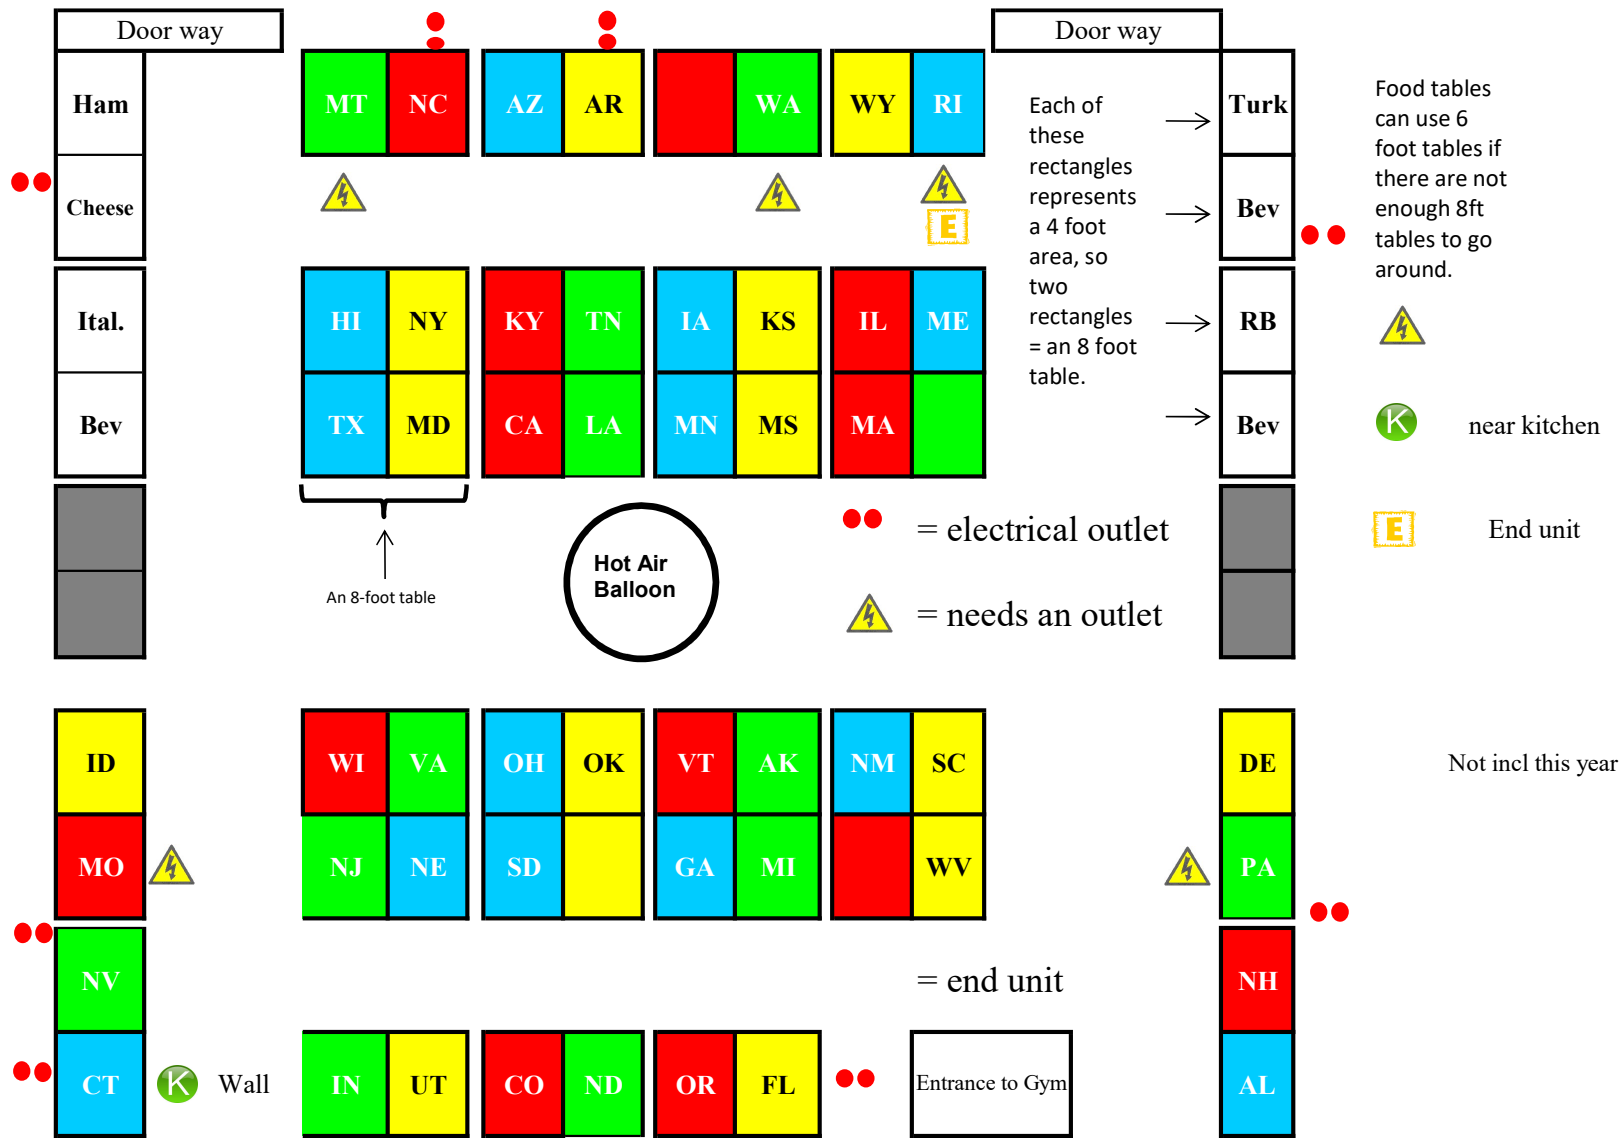 Door way
Door way
Ham
MT NC AZ AR WA WY RI
Turk
Cheese
Bev
E
Each of
these
rectangles
represents
a 4 foot
area, so
two
rectangles
= an 8 foot
table.
Food tables
can use 6
foot tables if
there are not
enough 8ft
tables to go
around.
Ital.
HI NY KY TN IA KS IL ME
RB
Bev
TX MD CA LA MN MS MA
Bev
K near kitchen
E End unit
An 8-foot table
Hot Air
Balloon
= electrical outlet
= needs an outlet
ID WI VA OH OK VT AK NM SC DE
Not incl this year
MO NJ NE SD GA MI WV PA
NV
= end unit
NH
CT K Wall IN UT CO ND OR FL
Entrance to Gym
AL